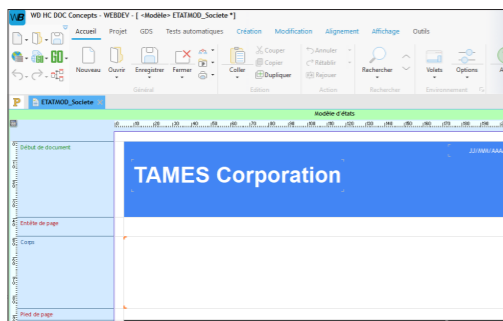 WD HC DOC Concepts - WEBDEV - [ <Modèle> ETATMOD_Societe *]
Accueil Projet GDS Tests automatiques Création Modification Alignement Affichage Outils
Nouveau Ouvrir Enregistrer Fermer
Coller Couper Copier Dupliquer
Annuler Rétablir Rejouer
Rechercher Volets Options
Général Edition Action Rechercher Environnement
ETATMOD_Societe
Modèle d'états
Début de document
JJ/MM/AAA
TAMES Corporation
Entête de page
Corps
Pied de page